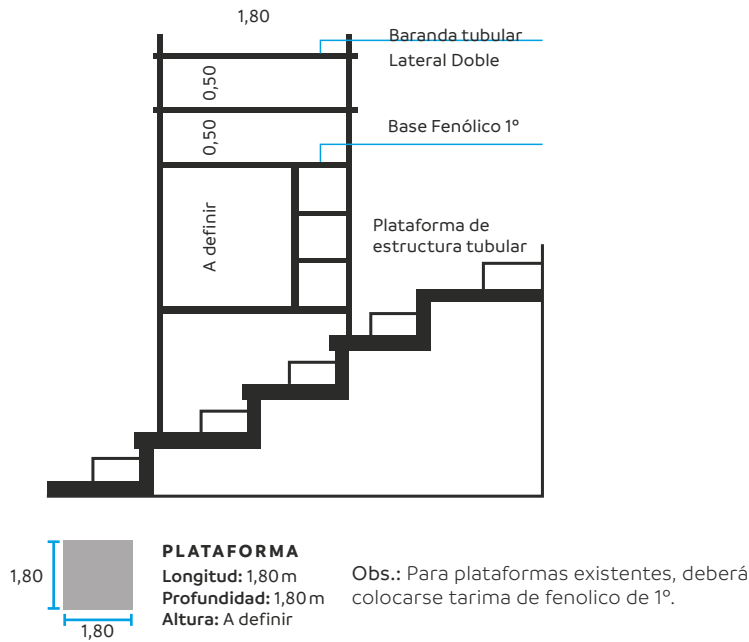 1,80
Baranda tubular
Lateral Doble
0,50
0,50
Base Fenólico 1º
A definir
Plataforma de
estructura tubular
1,80
1,80
PLATAFORMA
Longitud: 1,80 m
Profundidad: 1,80 m
Altura: A definir
Obs.: Para plataformas existentes, deberá
colocarse tarima de fenolico de 1º.